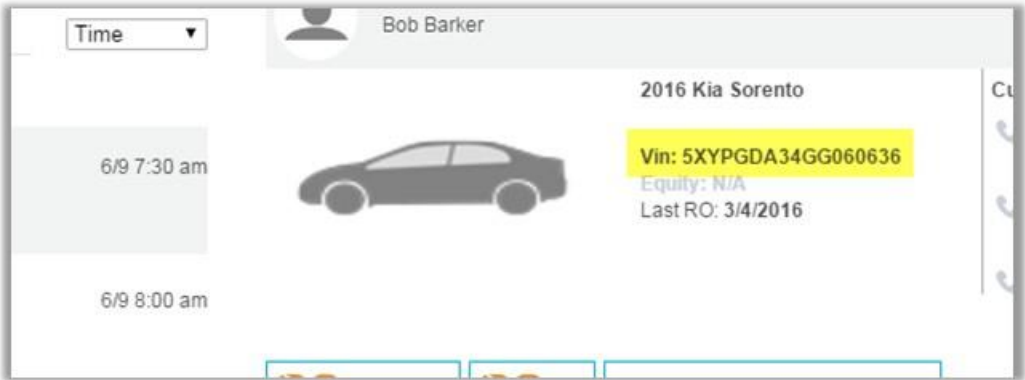 Time
Bob Barker
2016 Kia Sorento
6/9 7:30 am
Vin: 5XYPGDA34GG060636
Equity: N/A
Last RO: 3/4/2016
6/9 8:00 am